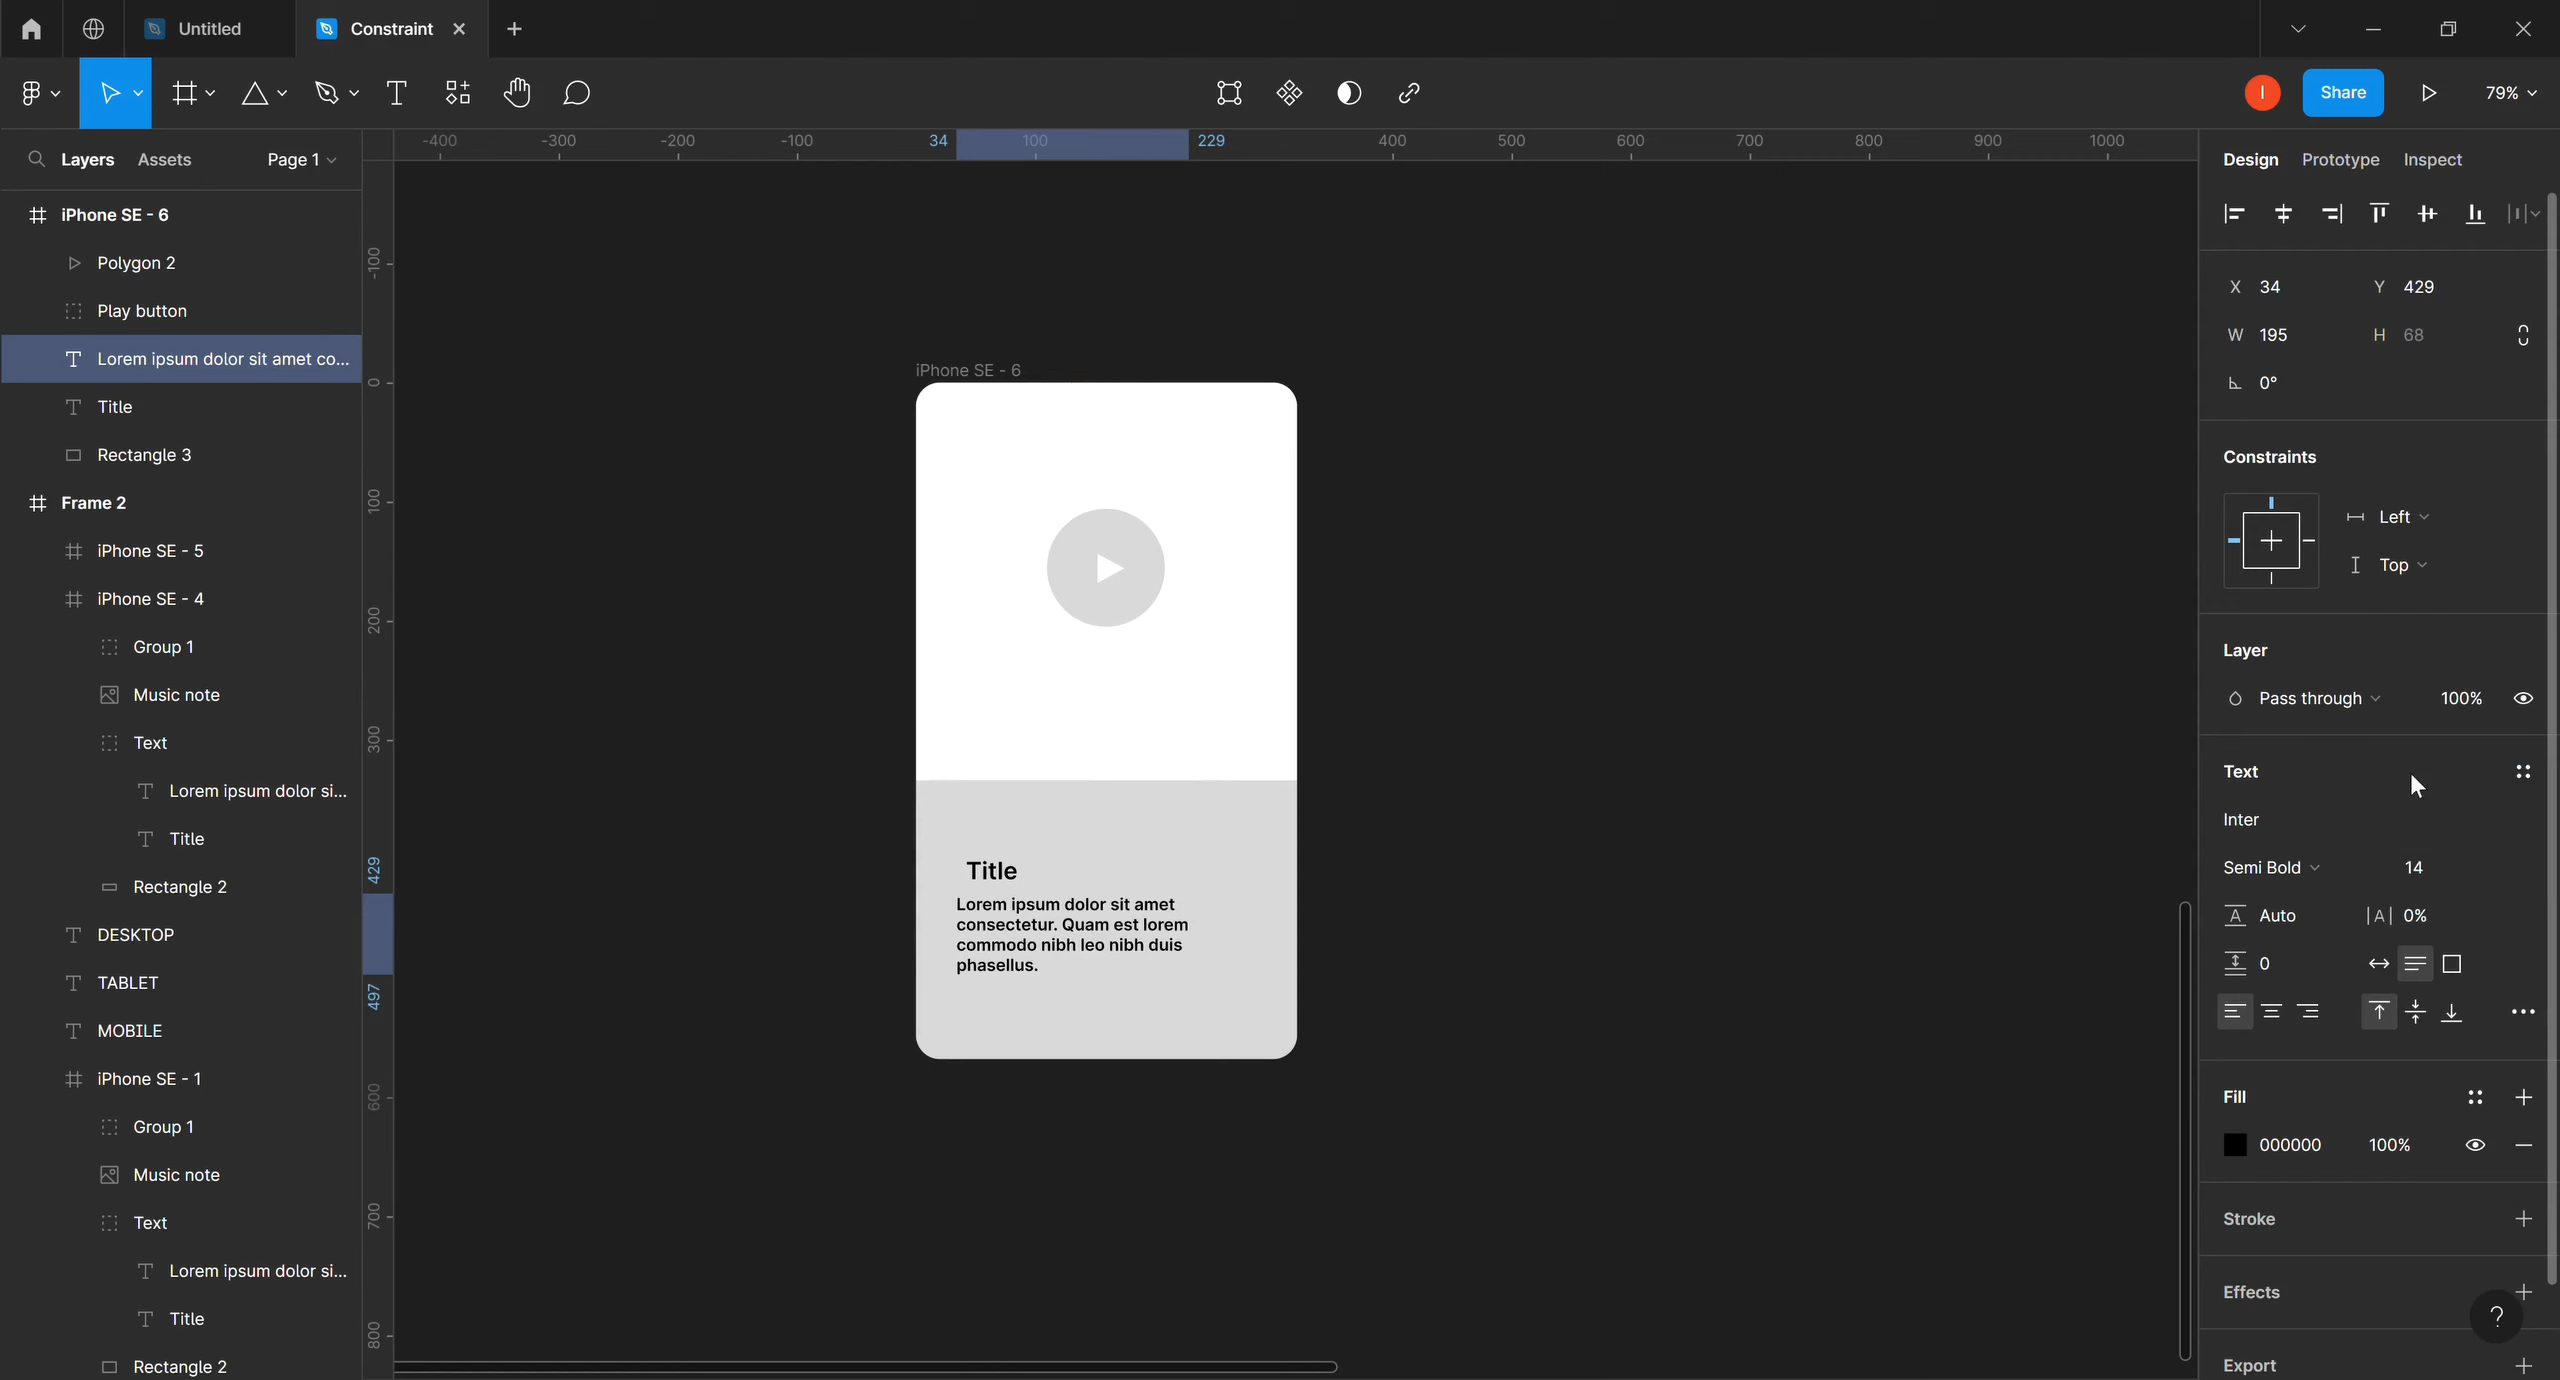 Untitled
Constraint
Share
79%
Layers Assets Page 1
iPhone SE - 6
Polygon 2
Play button
Lorem ipsum dolor sit amet co...
Title
Rectangle 3
Frame 2
iPhone SE - 5
iPhone SE - 4
Group 1
Music note
Text
Lorem ipsum dolor si...
Title
Rectangle 2
DESKTOP
TABLET
MOBILE
iPhone SE - 1
Group 1
Music note
Text
Lorem ipsum dolor si...
Title
Rectangle 2
-400 -300 -200 -100 34 100 229 400 500 600 700 800 900 1000
-100
0
100
200
300
429
497
600
700
800
iPhone SE - 6
Title
Lorem ipsum dolor sit amet
consectetur. Quam est lorem
commodo nibh leo nibh duis
phasellus.
Design Prototype Inspect
X 34 Y 429
W 195 H 68
0°
Constraints
Left
Top
Layer
Pass through 100%
Text
Inter
Semi Bold 14
Auto |A| 0%
0
Fill
000000 100%
Stroke
Effects
?
Export